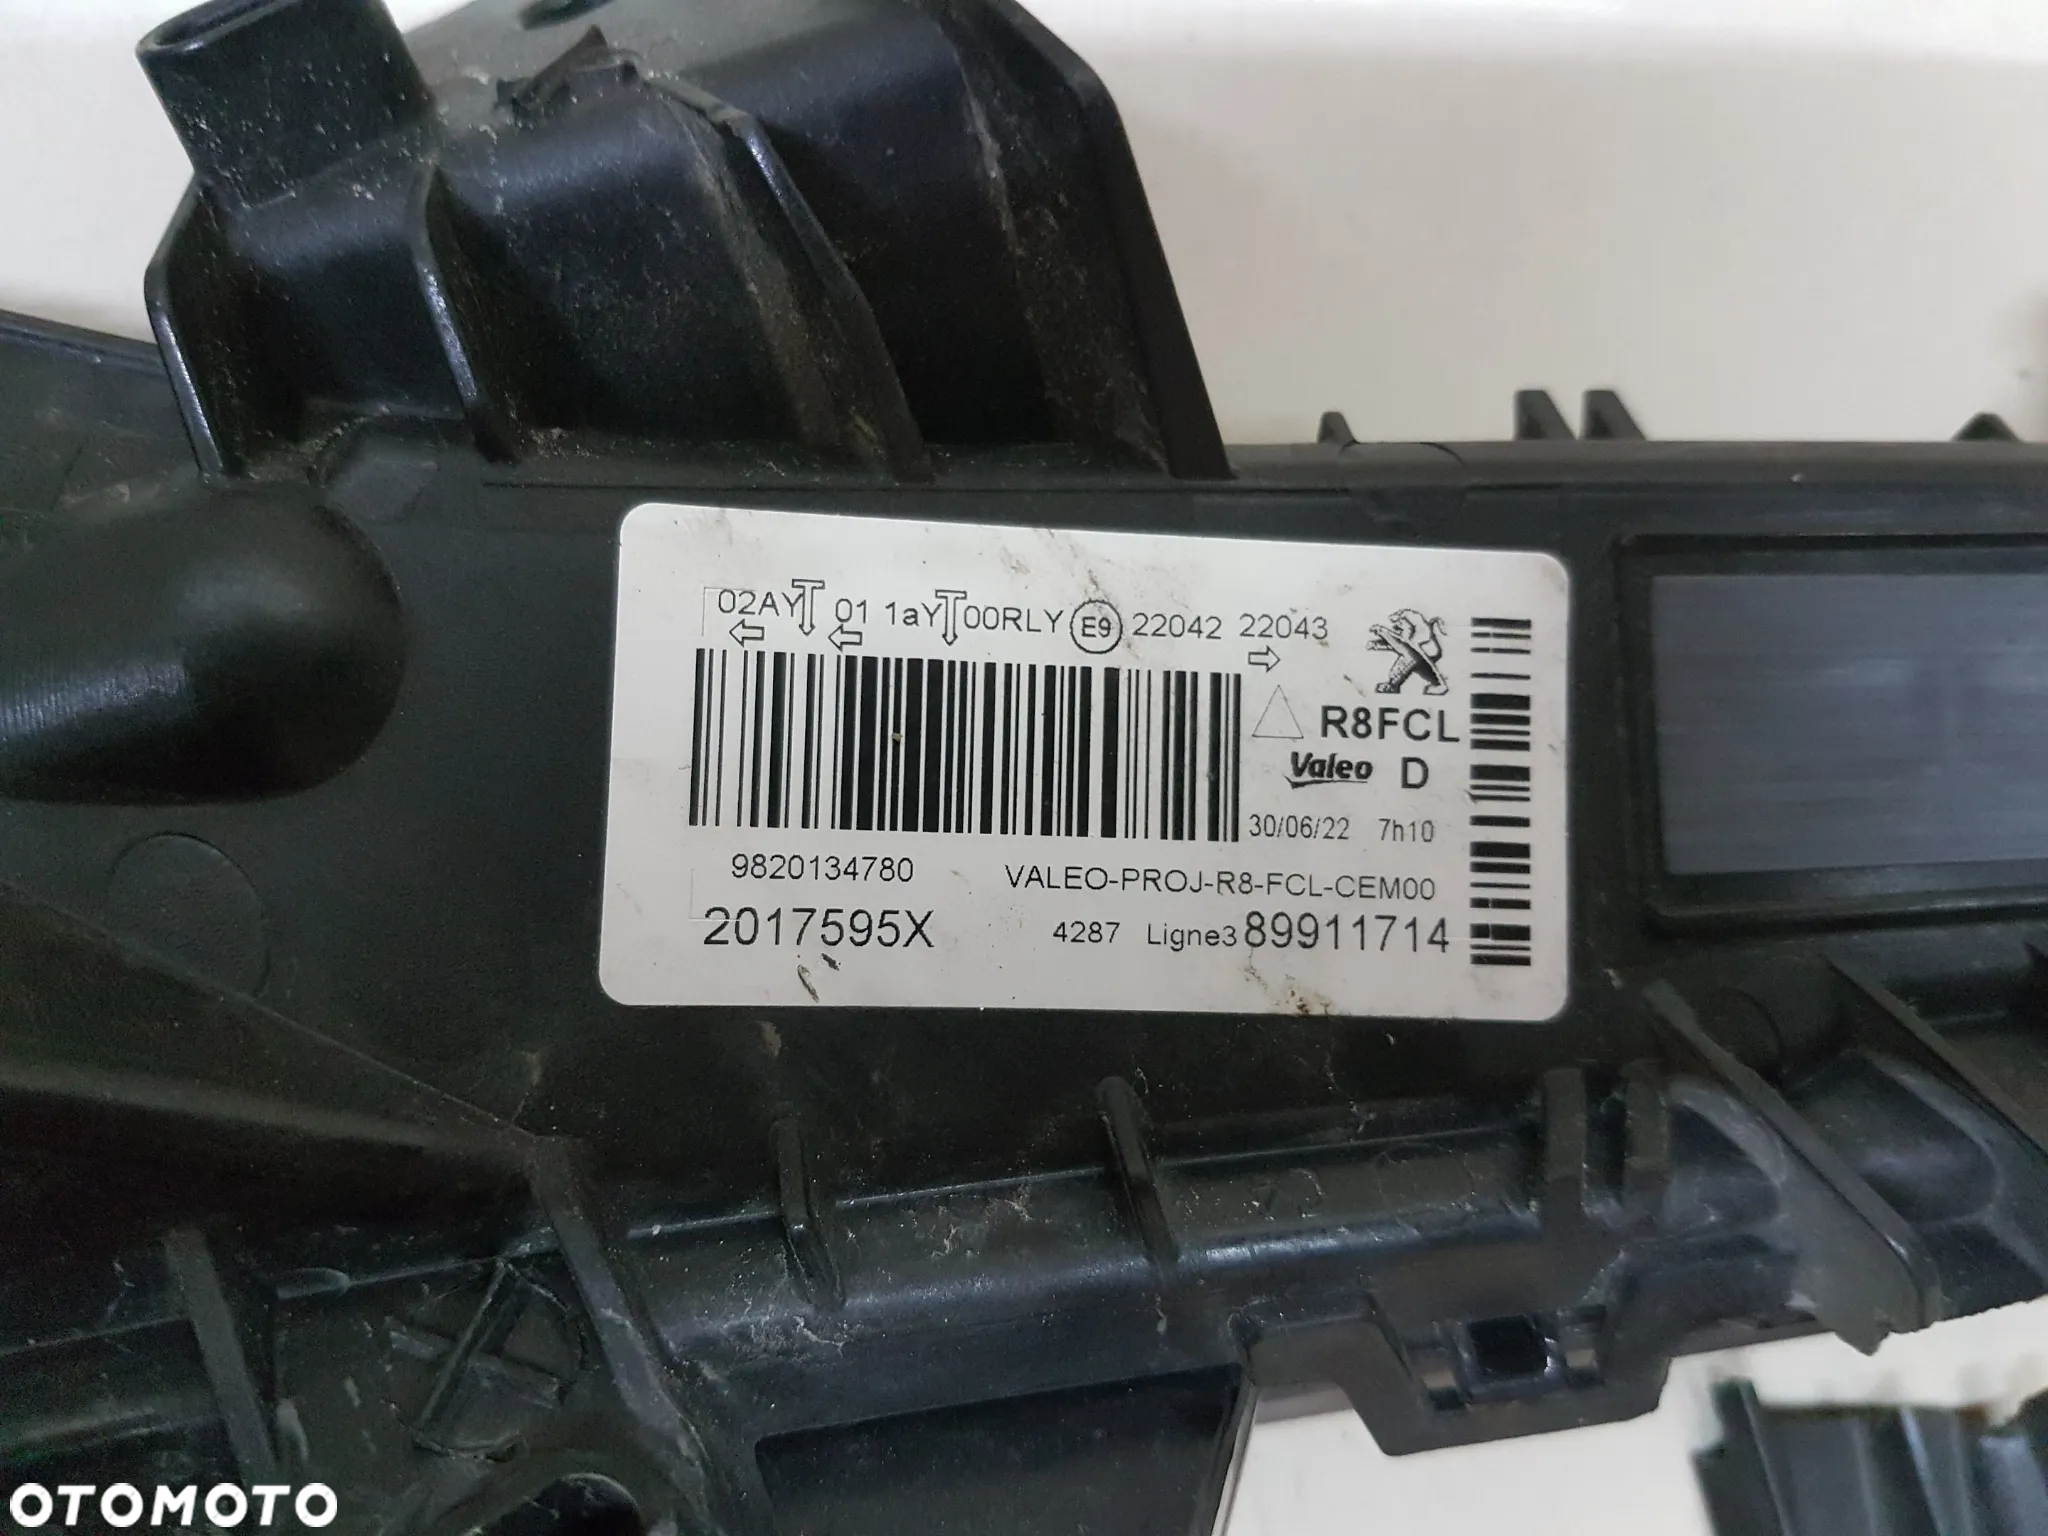 02AY 01 1aY 00RLY E9 22042 22043
R8FCL
Valeo D
30/06/22 7h10
9820134780 VALEO-PROJ-R8-FCL-CEM00
2017595X 4287 Ligne3 89911714
OTOMOTO